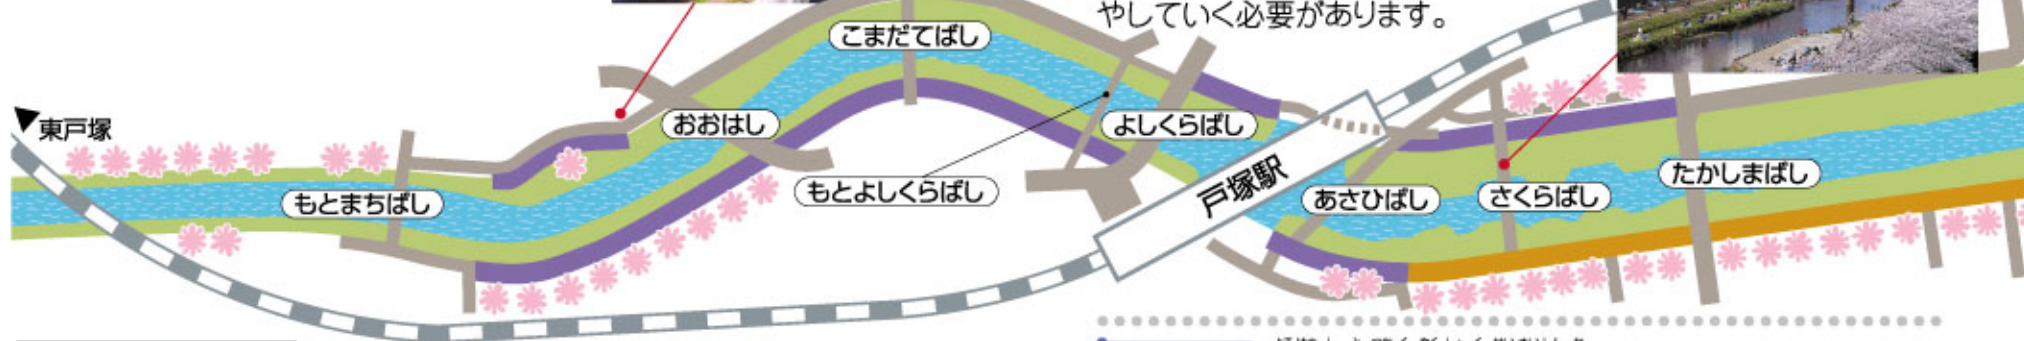 やしていく必要があります。
こまだてばし
東戸塚
おおはし
よしくらばし
もとまちばし
もとよしくらばし
戸塚駅
あさひばし
さくらばし
たかしまばし